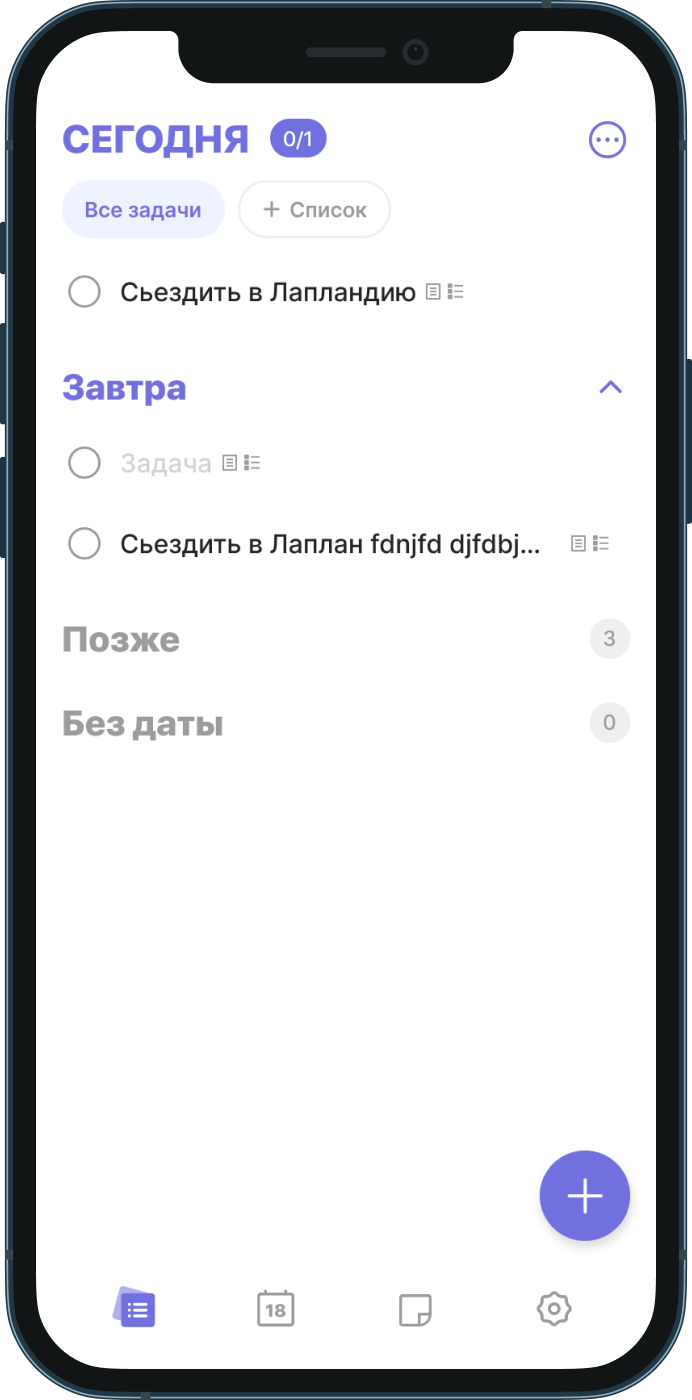 СЕГОДНЯ 0/1
Все задачи + Список
Сьездить в Лапландию
Завтра
Задача
Сьездить в Лаплан fdnjfd djfdbj...
Позже 3
Без даты 0
18